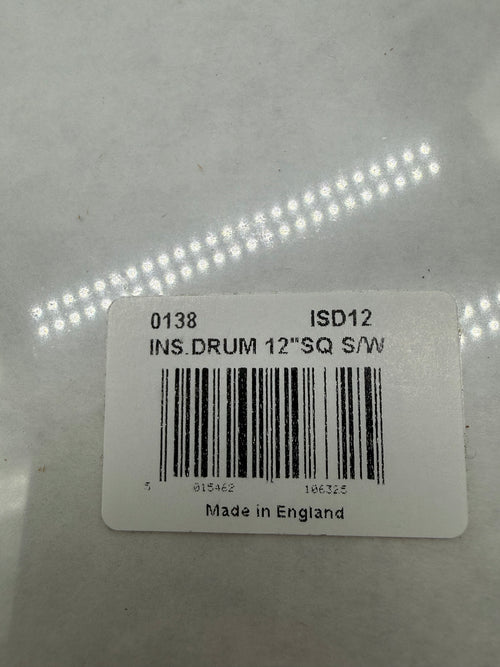 0138 ISD12
INS.DRUM 12"SQ S/W
5 015462 106325
Made in England